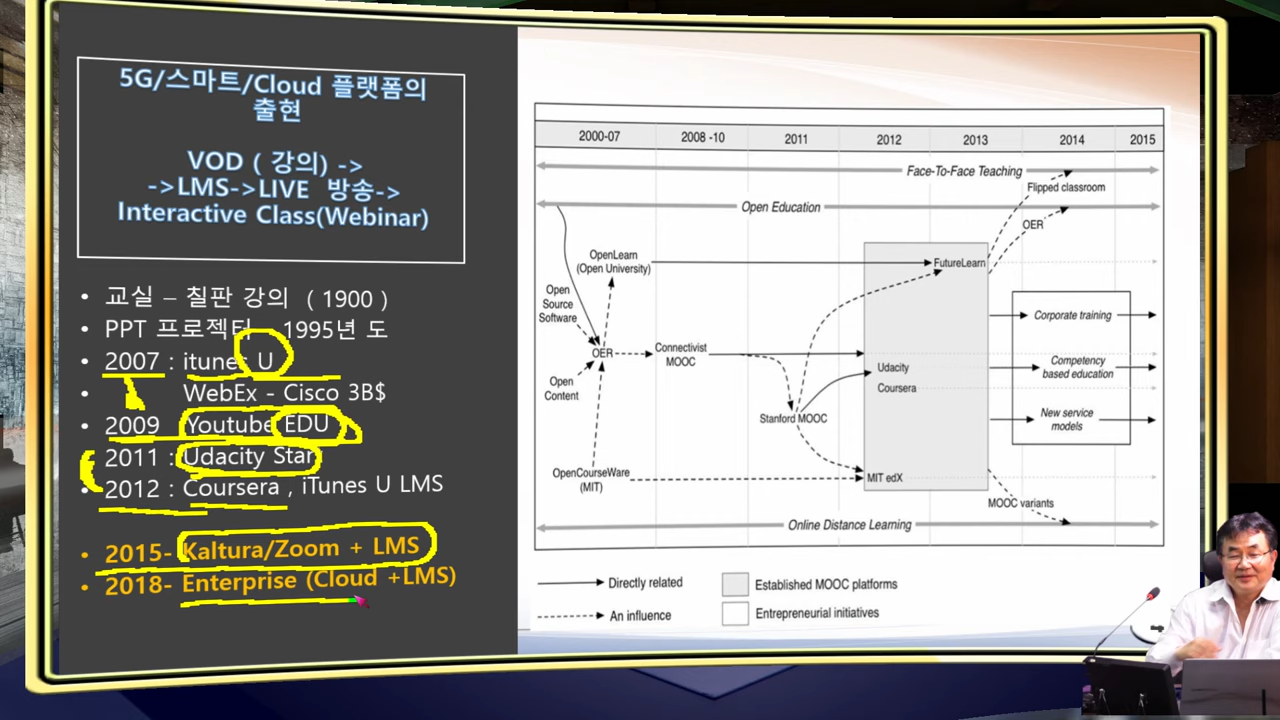 5G/스마트/Cloud 플랫폼의
출현
VOD ( 강의) ->
->LMS->LIVE 방송->
Interactive Class(Webinar)
• 교실 – 칠판 강의 ( 1900 )
• PPT 프로젝터 - 1995년 도
• 2007 : itunes U
• WebEx - Cisco 3B$
• 2009 Youtube EDU
• 2011 : Udacity Star
• 2012 : Coursera , iTunes U LMS
• 2015- Kaltura/Zoom + LMS
• 2018- Enterprise (Cloud +LMS)
2000-07 2008 -10 2011 2012 2013 2014 2015
Face-To-Face Teaching
Flipped classroom
Open Education
OER
OpenLearn
(Open University)
FutureLearn
Open
Source
Software
Corporate training
OER
Connectivist
MOOC
Udacity
Coursera
Competency
based education
Open
Content
Stanford MOOC
New service
models
OpenCourseWare
(MIT)
MIT edX
MOOC variants
Online Distance Learning
Directly related
Established MOOC platforms
An influence
Entrepreneurial initiatives